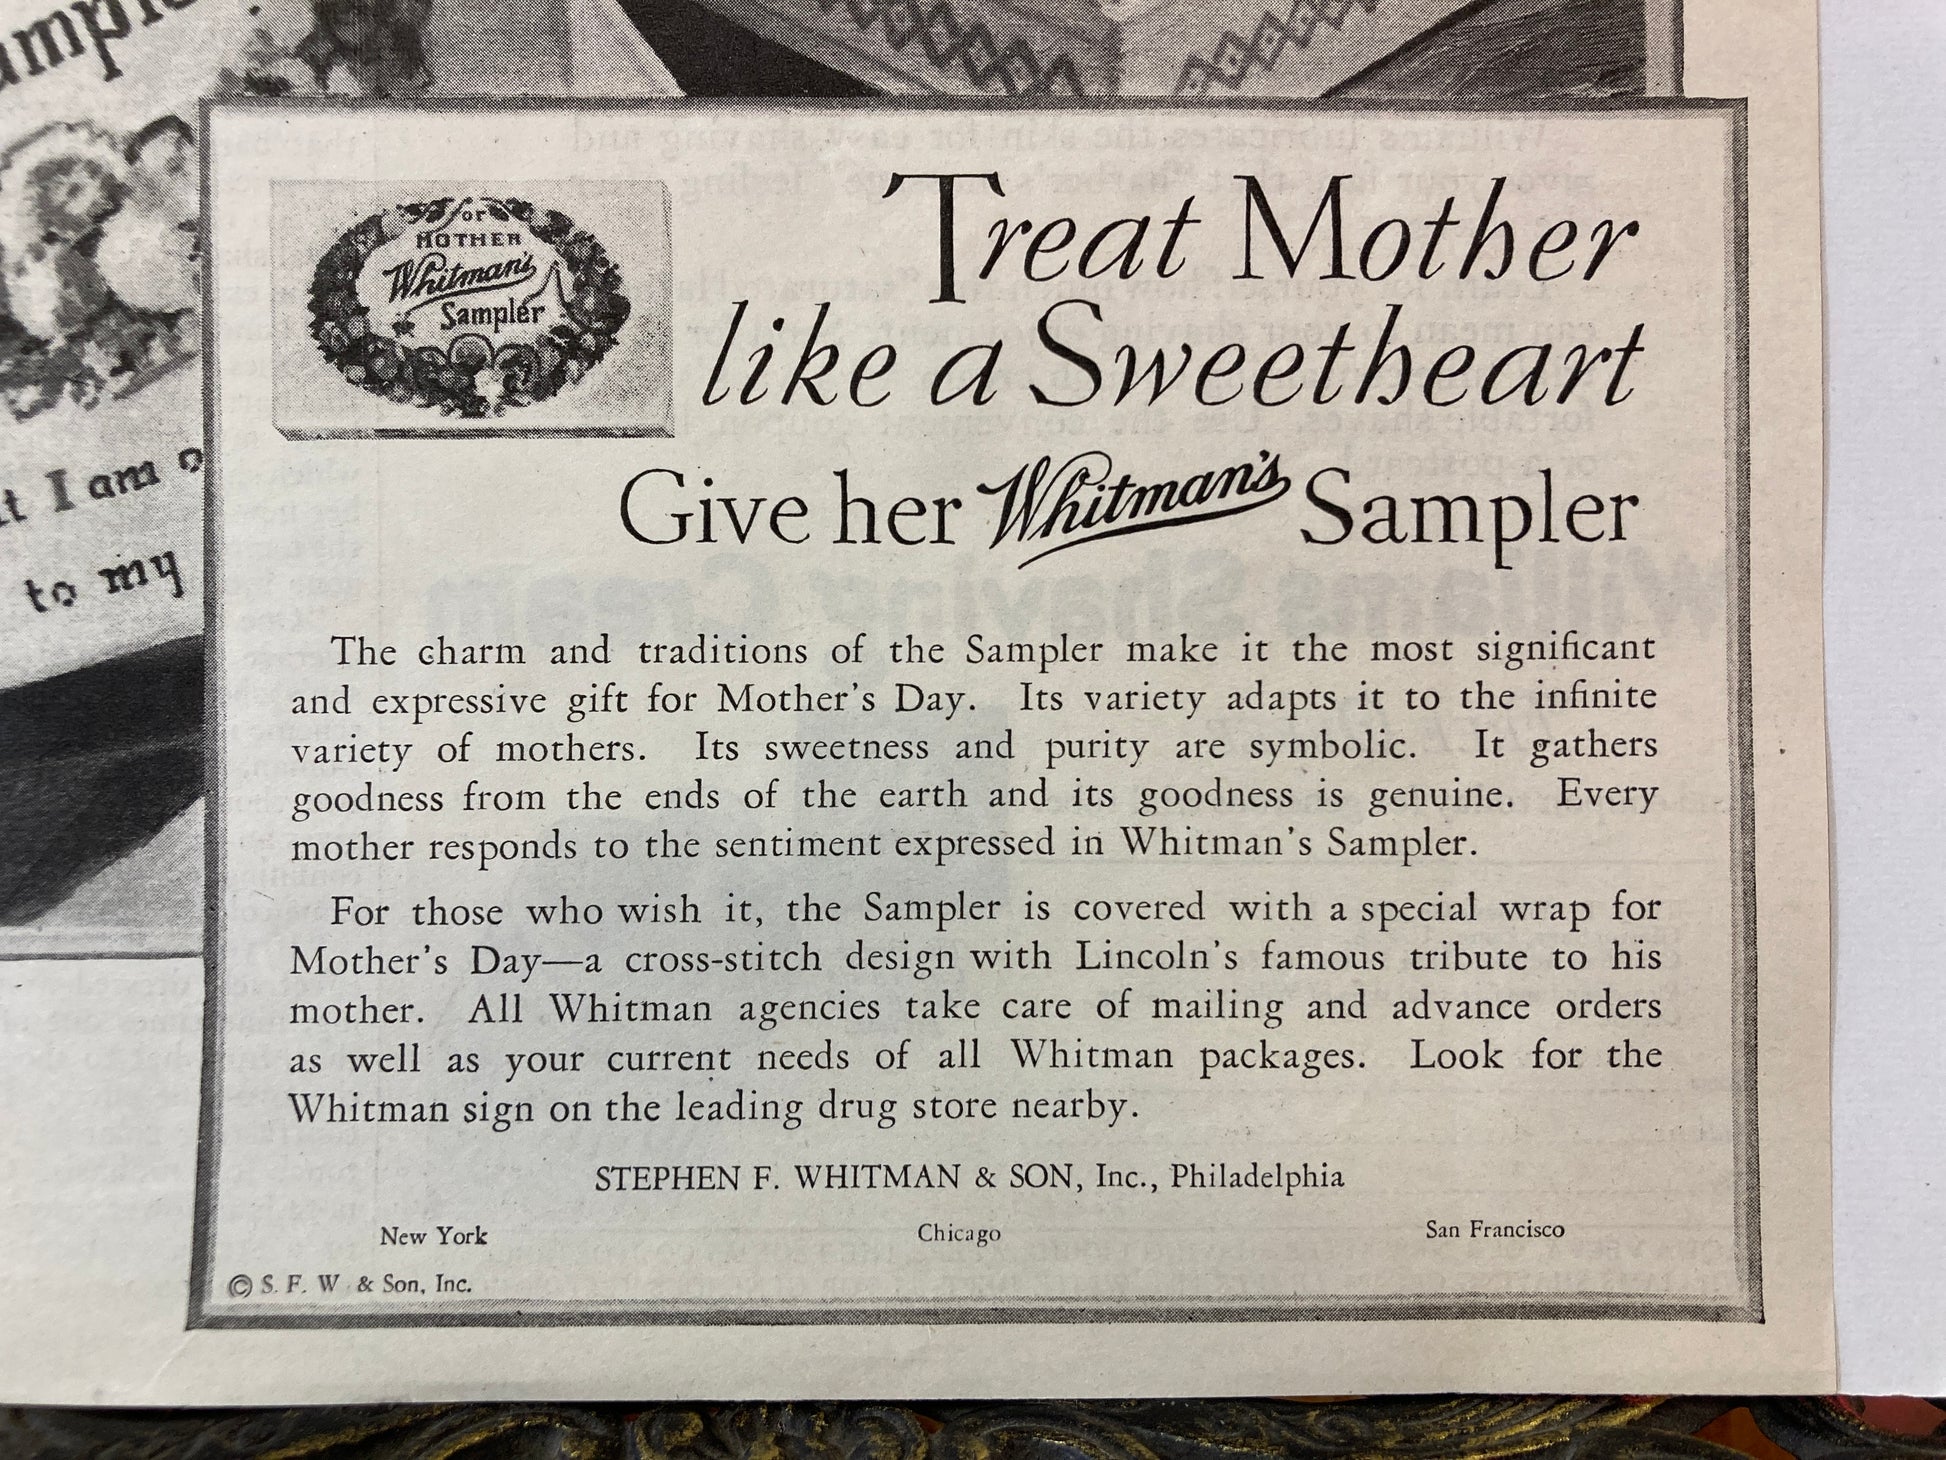 I am
to my
for
MOTHER
Whitman's
Sampler
Treat Mother
like a Sweetheart
Give her Whitman's Sampler
The charm and traditions of the Sampler make it the most significant
and expressive gift for Mother's Day. Its variety adapts it to the infinite
variety of mothers. Its sweetness and purity are symbolic. It gathers
goodness from the ends of the earth and its goodness is genuine. Every
mother responds to the sentiment expressed in Whitman's Sampler.
For those who wish it, the Sampler is covered with a special wrap for
Mother's Day—a cross-stitch design with Lincoln's famous tribute to his
mother. All Whitman agencies take care of mailing and advance orders
as well as your current needs of all Whitman packages. Look for the
Whitman sign on the leading drug store nearby.
STEPHEN F. WHITMAN & SON, Inc., Philadelphia
New York Chicago San Francisco
© S. F. W. & Son, Inc.